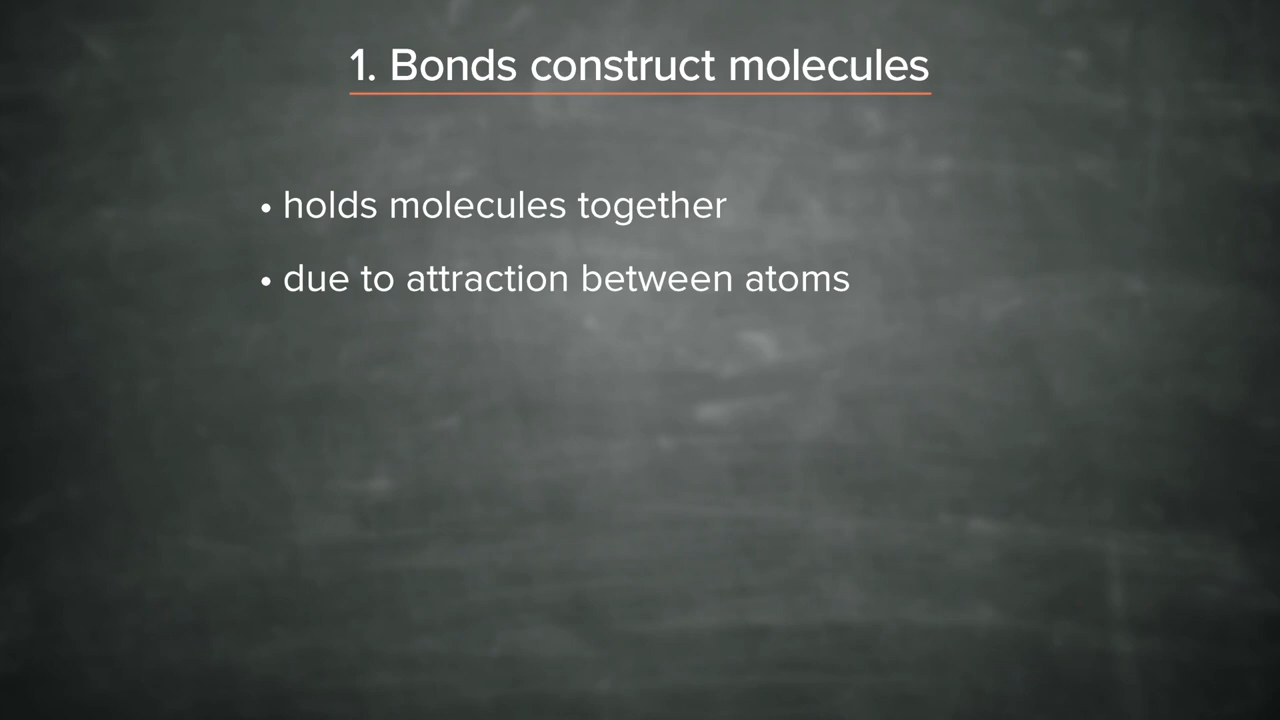 1. Bonds construct molecules
• holds molecules together
• due to attraction between atoms